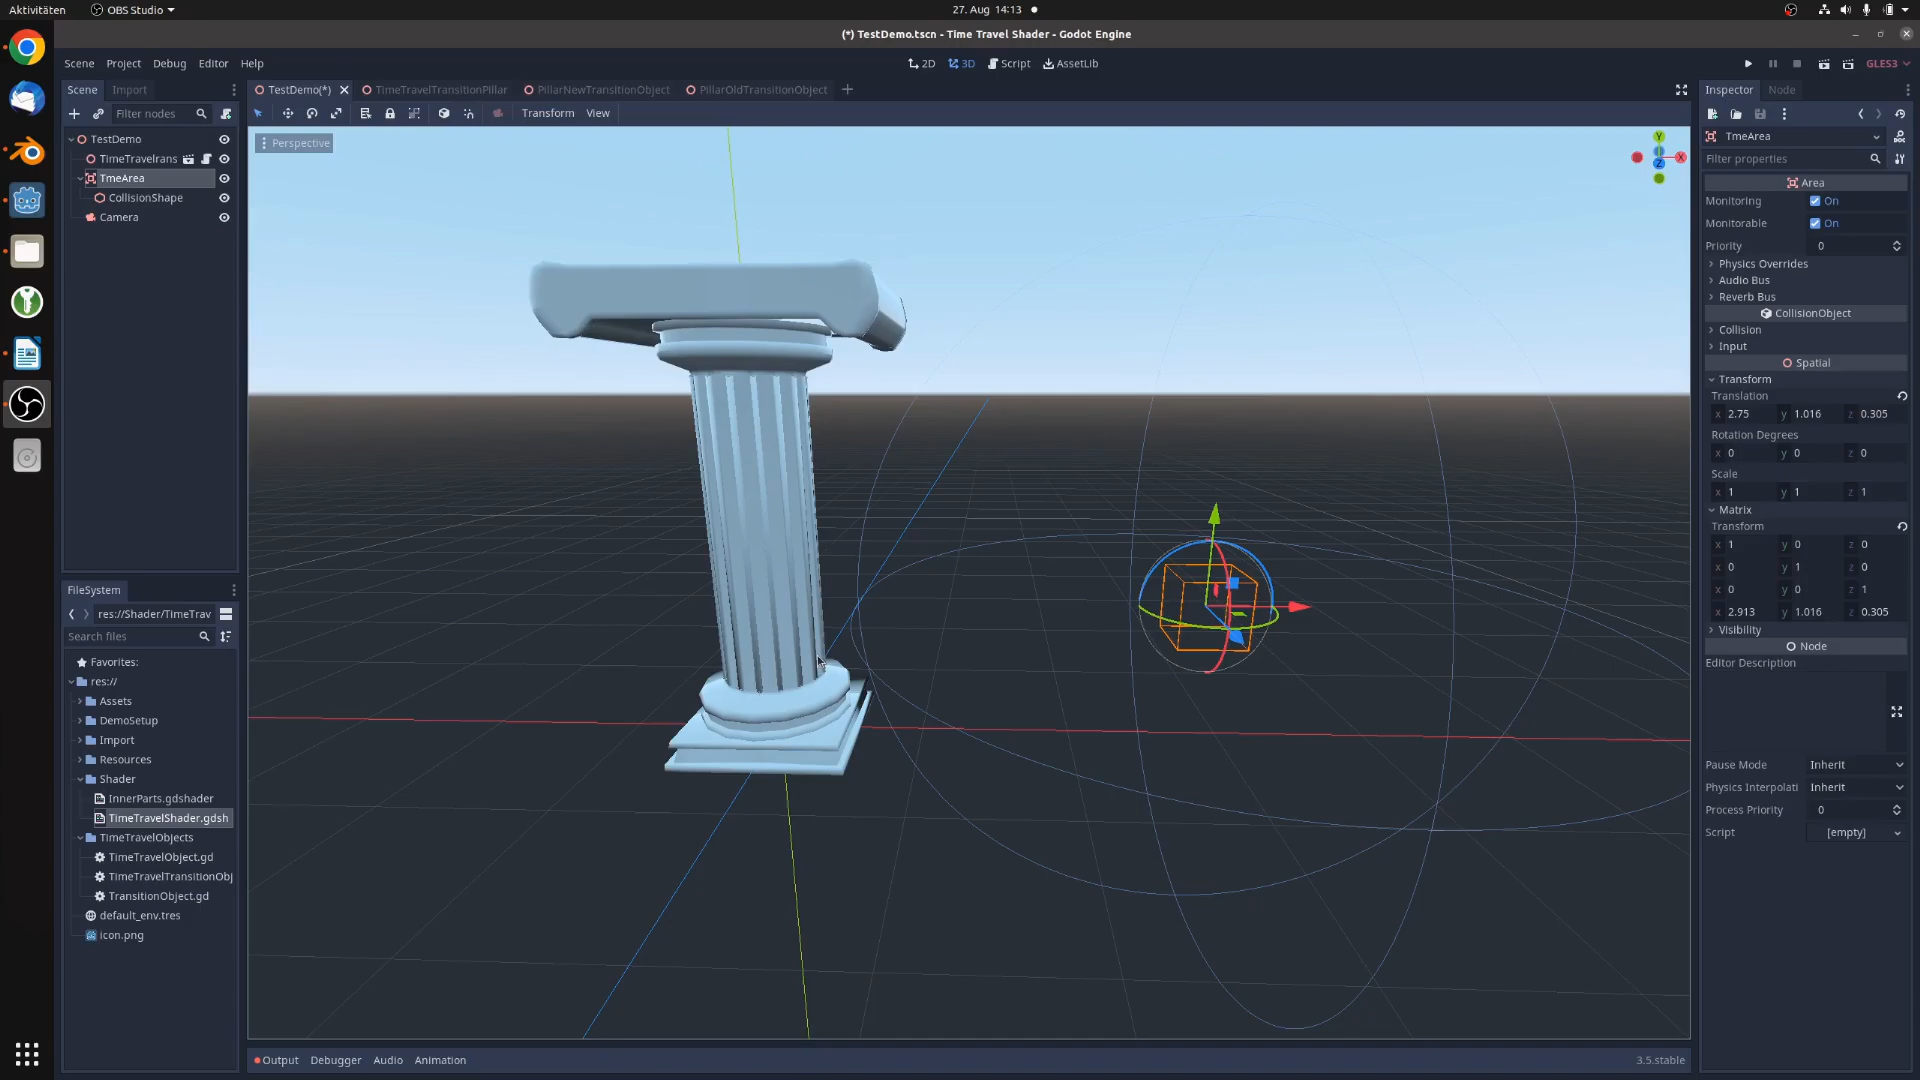 Aktivitäten
OBS Studio
27. Aug 14:13
(*) TestDemo.tscn - Time Travel Shader - Godot Engine
Scene Project Debug Editor Help
2D 3D Script AssetLib
GLES3
Scene Import
TestDemo(*) TimeTravelTransitionPillar PillarNewTransitionObject PillarOldTransitionObject
Inspector Node
Filter nodes
Transform View
TestDemo
TimeTravelrans
TmeArea
CollisionShape
Camera
Perspective
Y
X
Z
TmeArea
Filter properties
Area
Monitoring On
Monitorable On
Priority 0
Physics Overrides
Audio Bus
Reverb Bus
CollisionObject
Collision
Input
Spatial
Transform
Translation
x 2.75 y 1.016 z 0.305
Rotation Degrees
x 0 y 0 z 0
Scale
x 1 y 1 z 1
Matrix
Transform
x 1 y 0 z 0
x 0 y 1 z 0
x 0 y 0 z 1
x 2.913 y 1.016 z 0.305
Visibility
Node
Editor Description
Pause Mode Inherit
Physics Interpolati Inherit
Process Priority 0
Script [empty]
FileSystem
res://Shader/TimeTrav
Search files
Favorites:
res://
Assets
DemoSetup
Import
Resources
Shader
InnerParts.gdshader
TimeTravelShader.gdsh
TimeTravelObjects
TimeTravelObject.gd
TimeTravelTransitionObj
TransitionObject.gd
default_env.tres
icon.png
Output Debugger Audio Animation
3.5.stable